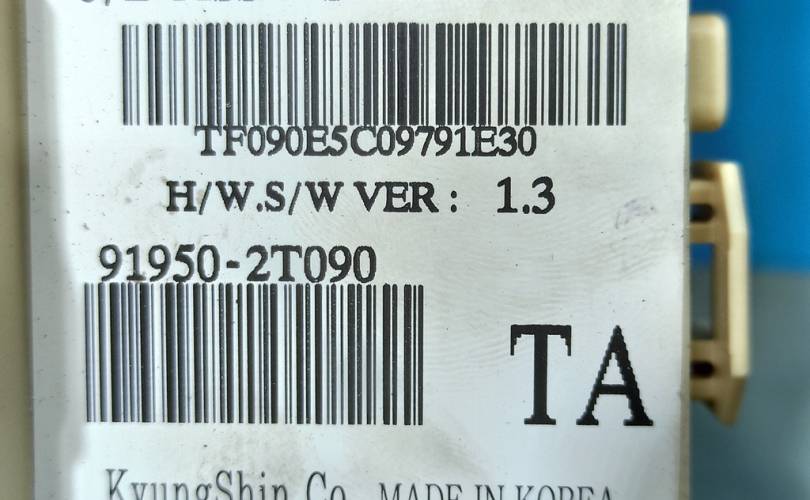 TF090E5C09791E30
H/W.S/W VER : 1.3
91950-2T090
TA
KyungShin Co. MADE IN KOREA